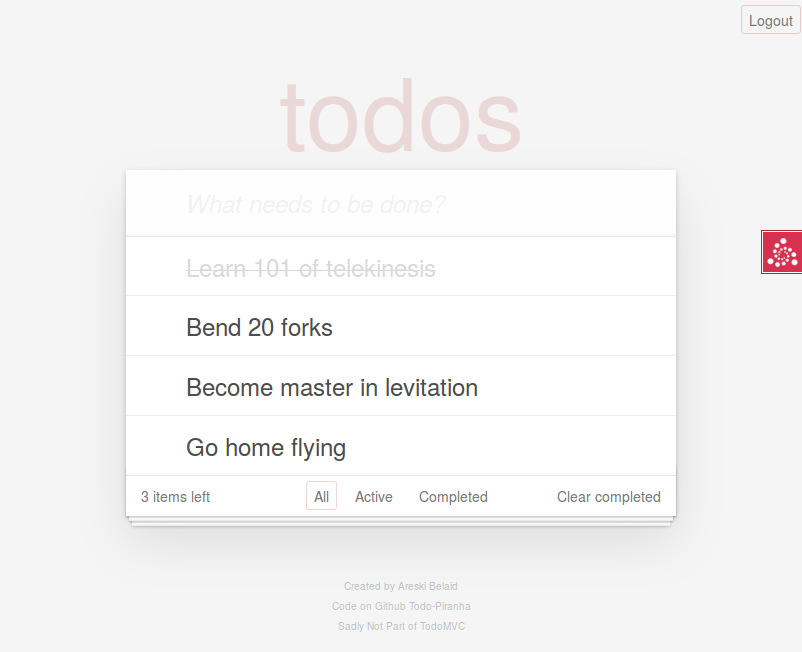 Logout
todos
What needs to be done?
Learn 101 of telekinesis
Bend 20 forks
Become master in levitation
Go home flying
3 items left All Active Completed Clear completed
Created by Areski Belaid
Code on Github Todo-Piranha
Sadly Not Part of TodoMVC